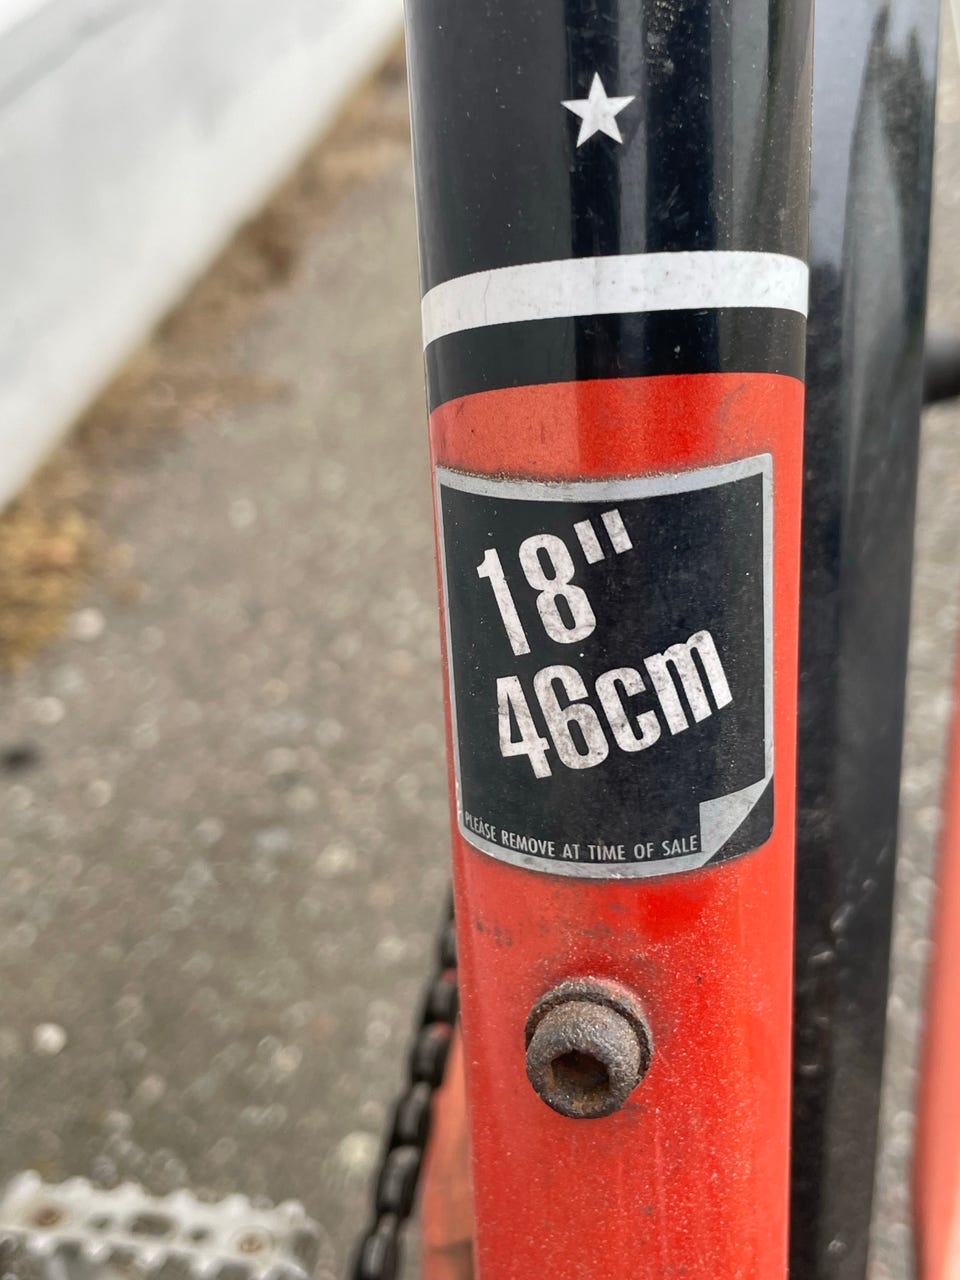 18"
46cm
PLEASE REMOVE AT TIME OF SALE